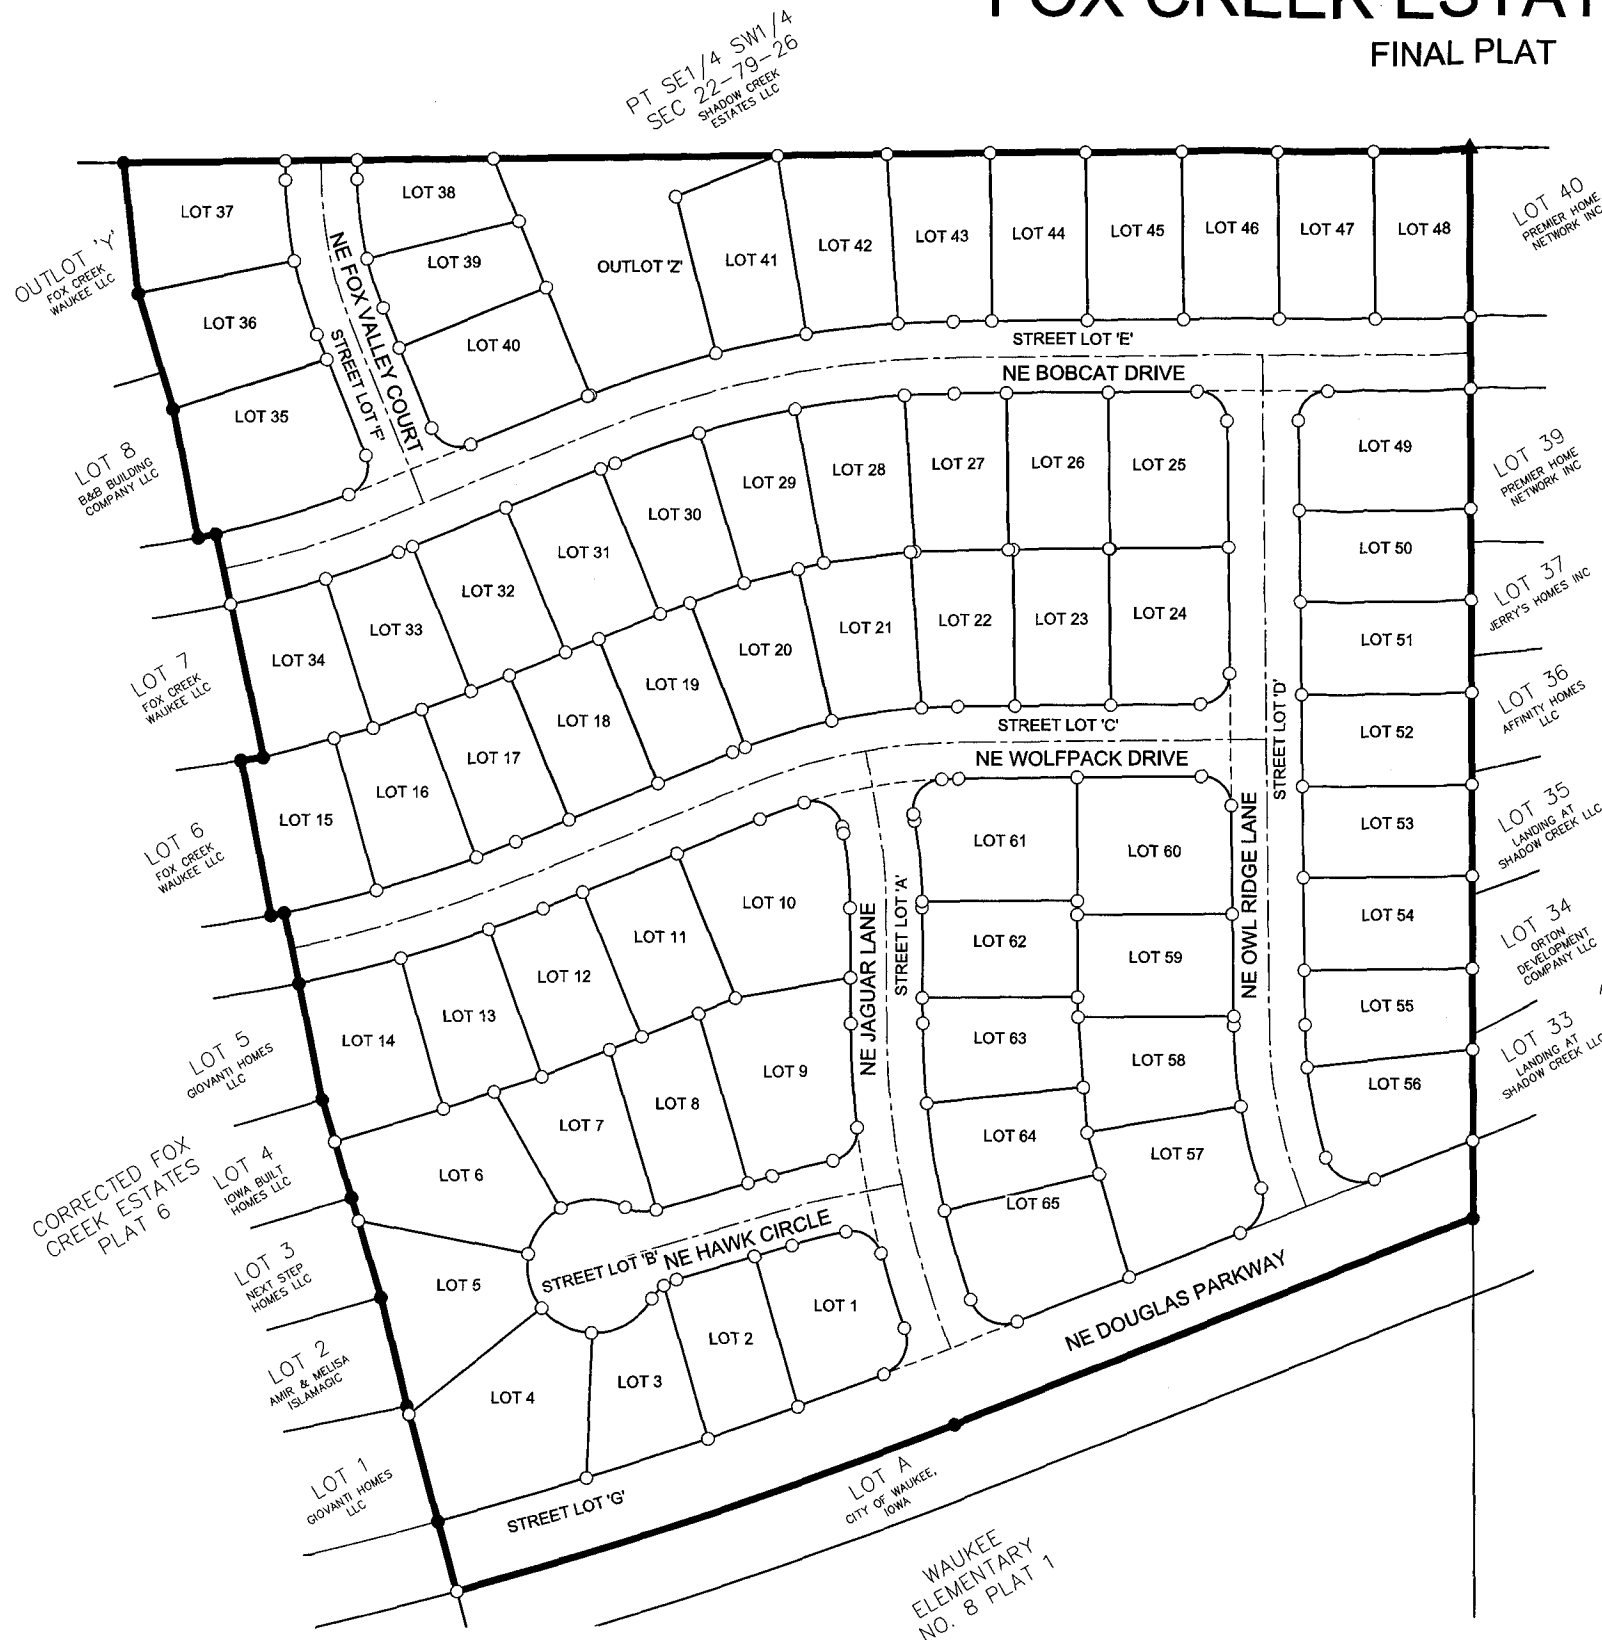 FOX CREEK ESTAT
FINAL PLAT
PT SE1/4 SW1/4
SEC 22-79-26
SHADOW CREEK
ESTATES LLC
LOT 37
LOT 38
LOT 39
LOT 40
LOT 36
LOT 35
NE FOX VALLEY COURT
STREET LOT 'F'
OUTLOT 'Z'
LOT 41
LOT 42
LOT 43
LOT 44
LOT 45
LOT 46
LOT 47
LOT 48
STREET LOT 'E'
NE BOBCAT DRIVE
OUTLOT 'Y'
FOX CREEK
WAUKEE LLC
LOT 8
B&B BUILDING
COMPANY LLC
LOT 7
FOX CREEK
WAUKEE LLC
LOT 6
FOX CREEK
WAUKEE LLC
LOT 5
GIOVANTI HOMES
LLC
LOT 4
IOWA BUILT
HOMES LLC
LOT 3
NEXT STEP
HOMES LLC
LOT 2
AMIR & MELISA
ISLAMAGIC
LOT 1
GIOVANTI HOMES
LLC
CORRECTED FOX
CREEK ESTATES
PLAT 6
LOT 40
PREMIER HOME
NETWORK INC
LOT 39
PREMIER HOME
NETWORK INC
LOT 37
JERRY'S HOMES INC
LOT 36
AFFINITY HOMES
LLC
LOT 35
LANDING AT
SHADOW CREEK LLC
LOT 34
ORTON
DEVELOPMENT
COMPANY LLC
LOT 33
LANDING AT
SHADOW CREEK LLC
LOT 34
LOT 33
LOT 32
LOT 31
LOT 30
LOT 29
LOT 28
LOT 27
LOT 26
LOT 25
LOT 15
LOT 16
LOT 17
LOT 18
LOT 19
LOT 20
LOT 21
LOT 22
LOT 23
LOT 24
STREET LOT 'C'
NE WOLFPACK DRIVE
STREET LOT 'D'
NE OWL RIDGE LANE
LOT 49
LOT 50
LOT 51
LOT 52
LOT 53
LOT 54
LOT 55
LOT 56
LOT 14
LOT 13
LOT 12
LOT 11
LOT 10
NE JAGUAR LANE
STREET LOT 'A'
LOT 61
LOT 60
LOT 62
LOT 59
LOT 63
LOT 58
LOT 64
LOT 57
LOT 65
LOT 6
LOT 7
LOT 8
LOT 9
LOT 5
STREET LOT 'B'
NE HAWK CIRCLE
LOT 4
LOT 3
LOT 2
LOT 1
NE DOUGLAS PARKWAY
STREET LOT 'G'
LOT A
CITY OF WAUKEE,
IOWA
WAUKEE
ELEMENTARY
NO. 8 PLAT 1